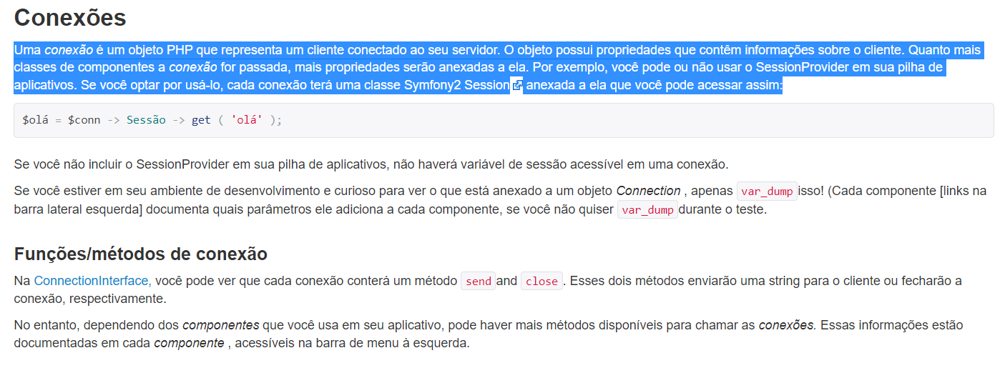 Conexões
Uma conexão é um objeto PHP que representa um cliente conectado ao seu servidor. O objeto possui propriedades que contêm informações sobre o cliente. Quanto mais
classes de componentes a conexão for passada, mais propriedades serão anexadas a ela. Por exemplo, você pode ou não usar o SessionProvider em sua pilha de
aplicativos. Se você optar por usá-lo, cada conexão terá uma classe Symfony2 Session anexada a ela que você pode acessar assim:
$olá = $conn -> Sessão -> get ( 'olá' );
Se você não incluir o SessionProvider em sua pilha de aplicativos, não haverá variável de sessão acessível em uma conexão.
Se você estiver em seu ambiente de desenvolvimento e curioso para ver o que está anexado a um objeto Connection , apenas var_dump isso! (Cada componente [links na
barra lateral esquerda] documenta quais parâmetros ele adiciona a cada componente, se você não quiser var_dump durante o teste.
Funções/métodos de conexão
Na ConnectionInterface, você pode ver que cada conexão conterá um método send and close . Esses dois métodos enviarão uma string para o cliente ou fecharão a
conexão, respectivamente.
No entanto, dependendo dos componentes que você usa em seu aplicativo, pode haver mais métodos disponíveis para chamar as conexões. Essas informações estão
documentadas em cada componente , acessíveis na barra de menu à esquerda.